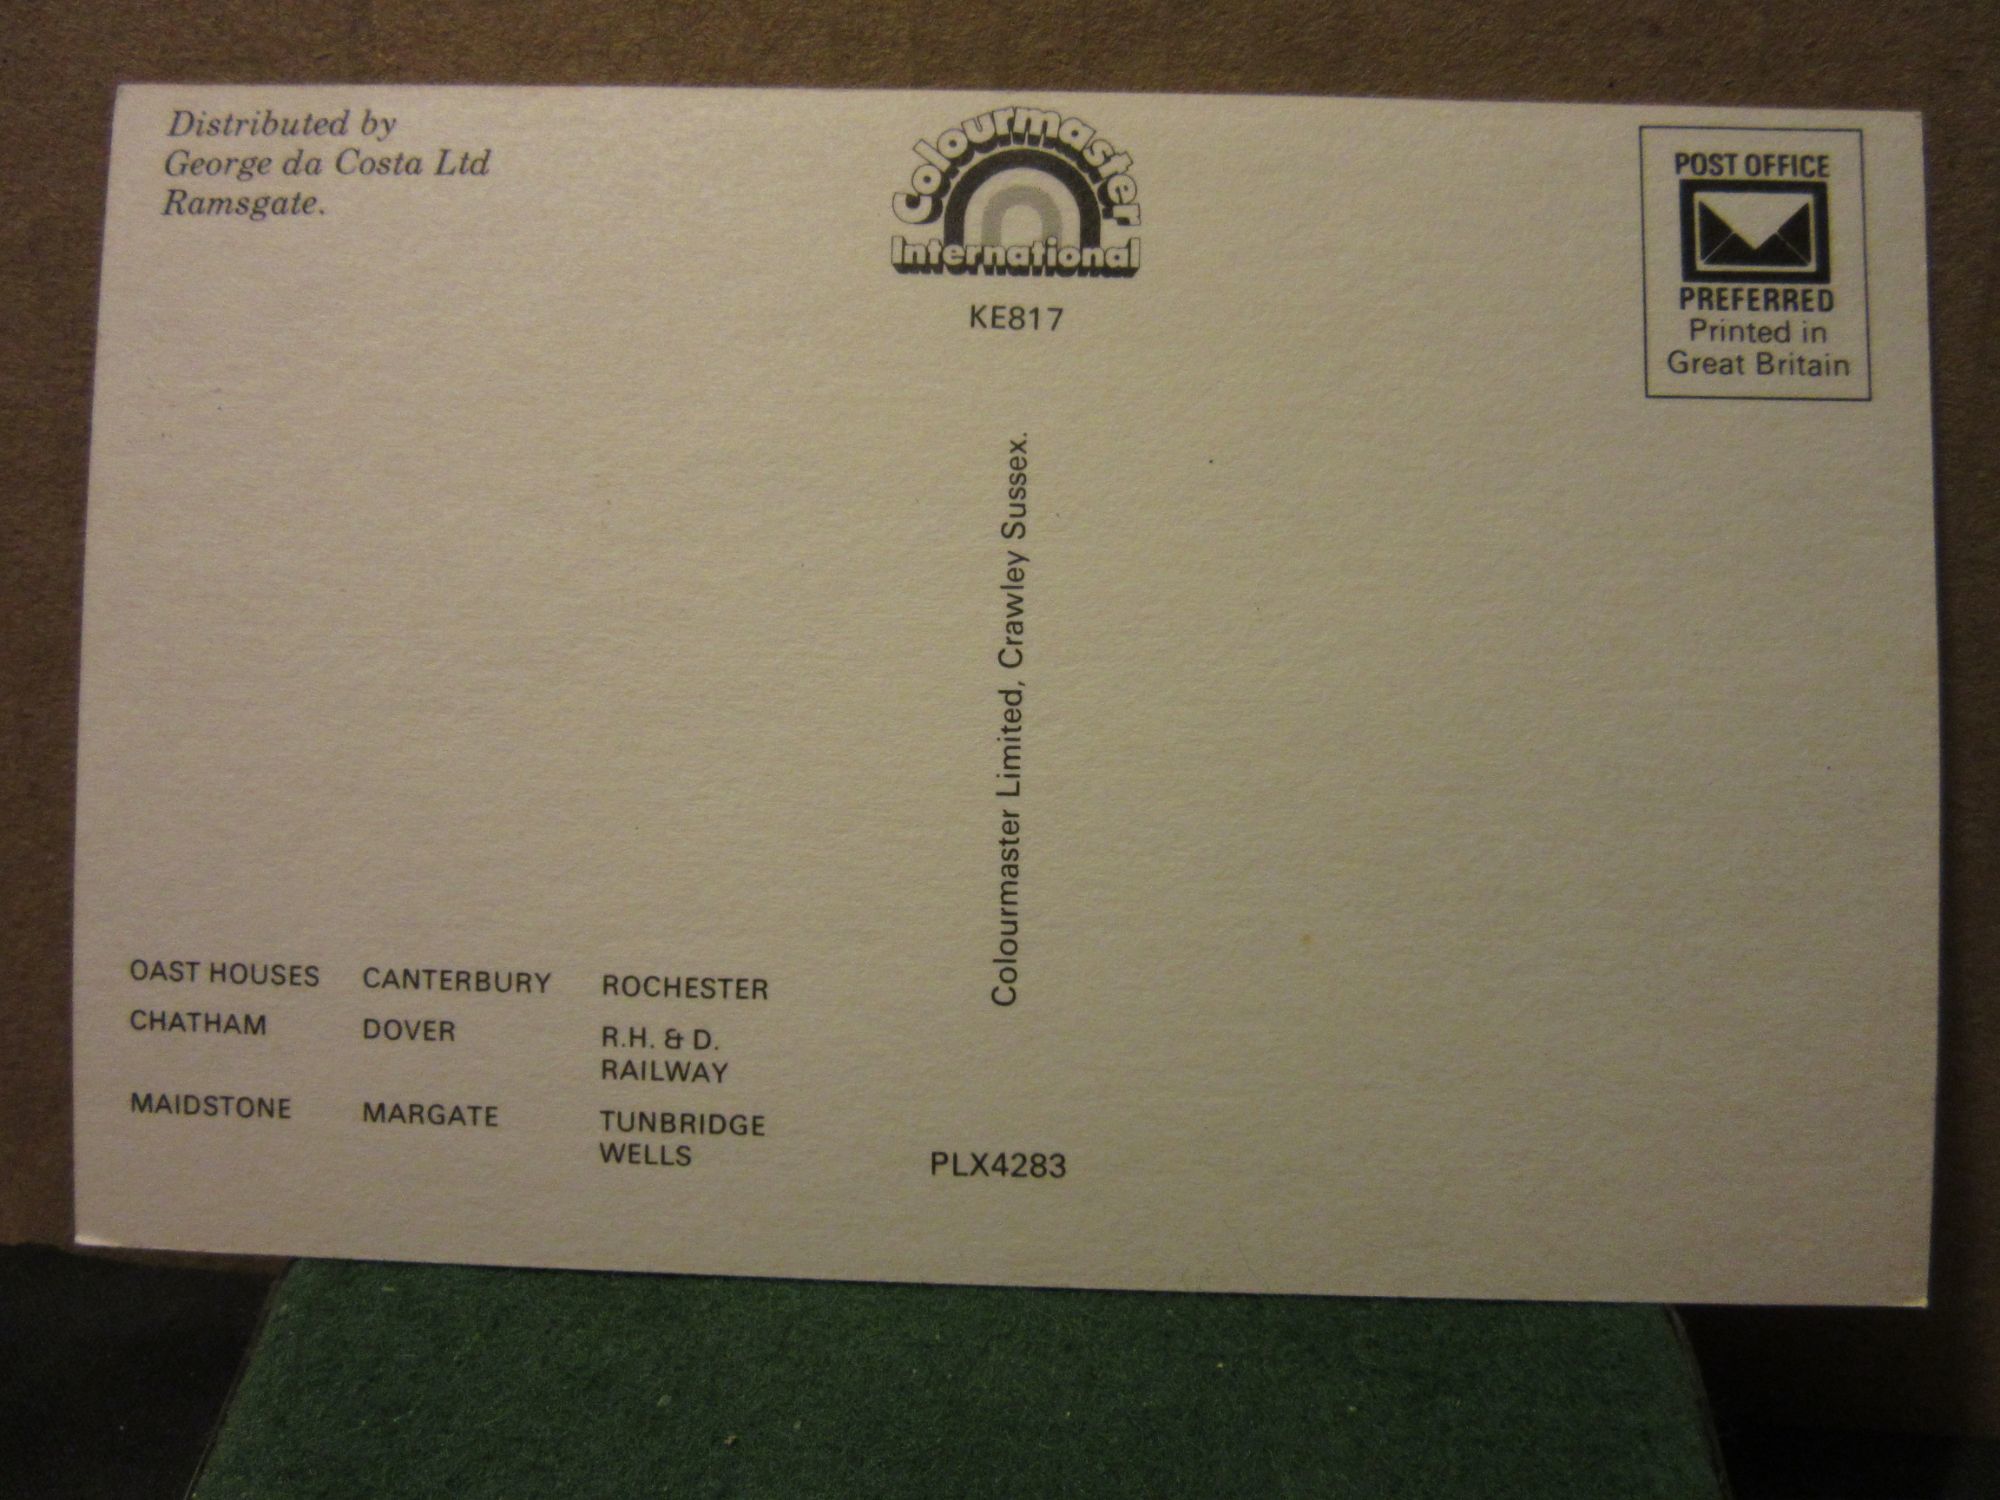 Distributed by
George da Costa Ltd
Ramsgate.
Colourmaster
International
KE817
POST OFFICE
PREFERRED
Printed in
Great Britain
Colourmaster Limited, Crawley Sussex.
OAST HOUSES CANTERBURY ROCHESTER
CHATHAM DOVER R.H. & D.
RAILWAY
MAIDSTONE MARGATE TUNBRIDGE
WELLS
PLX4283